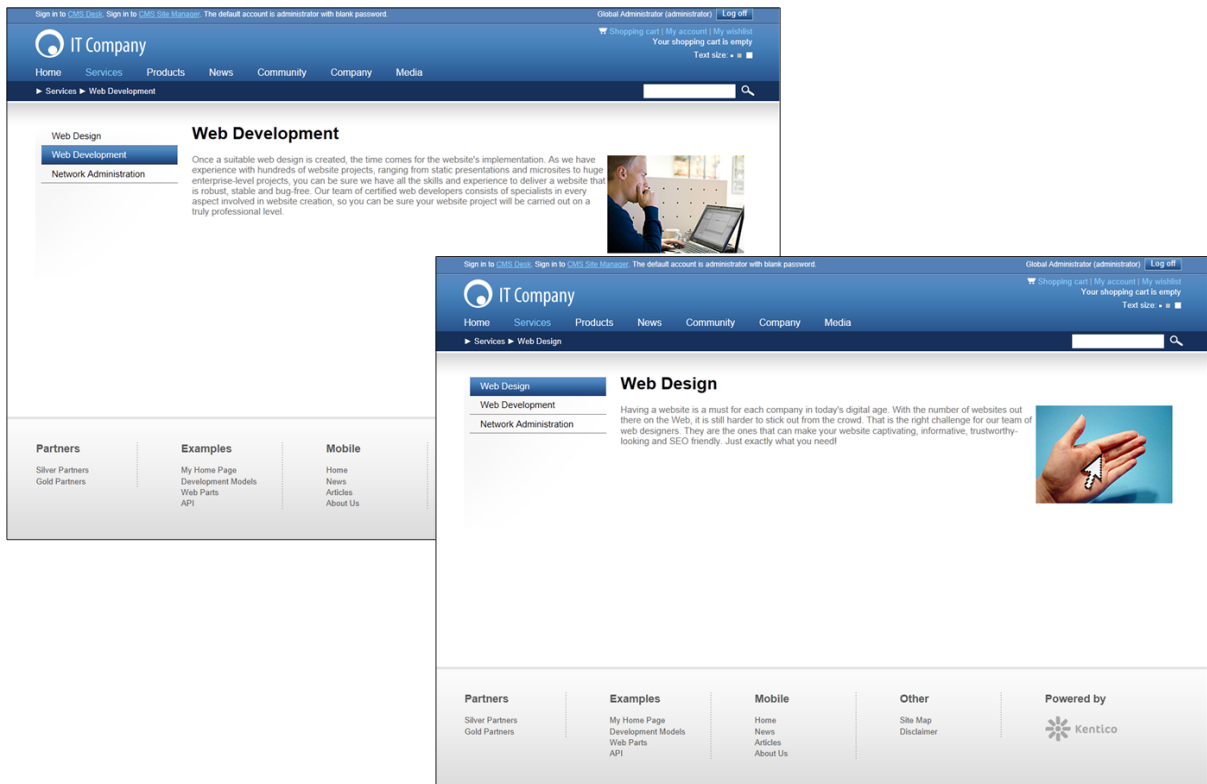 Sign in to CMS Desk. Sign in to CMS Site Manager. The default account is administrator with blank password.
Global Administrator (administrator) Log off
Shopping cart | My account | My wishlist
Your shopping cart is empty
Text size:
IT Company
Home Services Products News Community Company Media
► Services ► Web Development
Web Design
Web Development
Network Administration
Web Development
Once a suitable web design is created, the time comes for the website's implementation. As we have
experience with hundreds of website projects, ranging from static presentations and microsites to huge
enterprise-level projects, you can be sure we have all the skills and experience to deliver a website that
is robust, stable and bug-free. Our team of certified web developers consists of specialists in every
aspect involved in website creation, so you can be sure your website project will be carried out on a
truly professional level.
Partners
Silver Partners
Gold Partners
Examples
My Home Page
Development Models
Web Parts
API
Mobile
Home
News
Articles
About Us
Sign in to CMS Desk. Sign in to CMS Site Manager. The default account is administrator with blank password.
Global Administrator (administrator) Log off
Shopping cart | My account | My wishlist
Your shopping cart is empty
Text size:
IT Company
Home Services Products News Community Company Media
► Services ► Web Design
Web Design
Web Development
Network Administration
Web Design
Having a website is a must for each company in today's digital age. With the number of websites out
there on the Web, it is still harder to stick out from the crowd. That is the right challenge for our team of
web designers. They are the ones that can make your website captivating, informative, trustworthy-
looking and SEO friendly. Just exactly what you need!
Partners
Silver Partners
Gold Partners
Examples
My Home Page
Development Models
Web Parts
API
Mobile
Home
News
Articles
About Us
Other
Site Map
Disclaimer
Powered by
Kentico